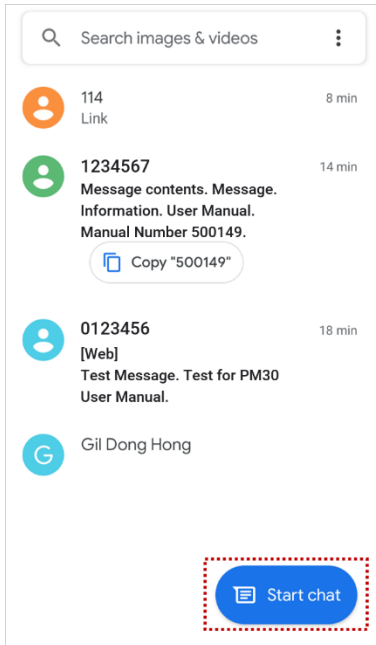 Search images & videos
114 8 min
Link
1234567 14 min
Message contents. Message.
Information. User Manual.
Manual Number 500149.
Copy "500149"
0123456 18 min
[Web]
Test Message. Test for PM30
User Manual.
G Gil Dong Hong
Start chat